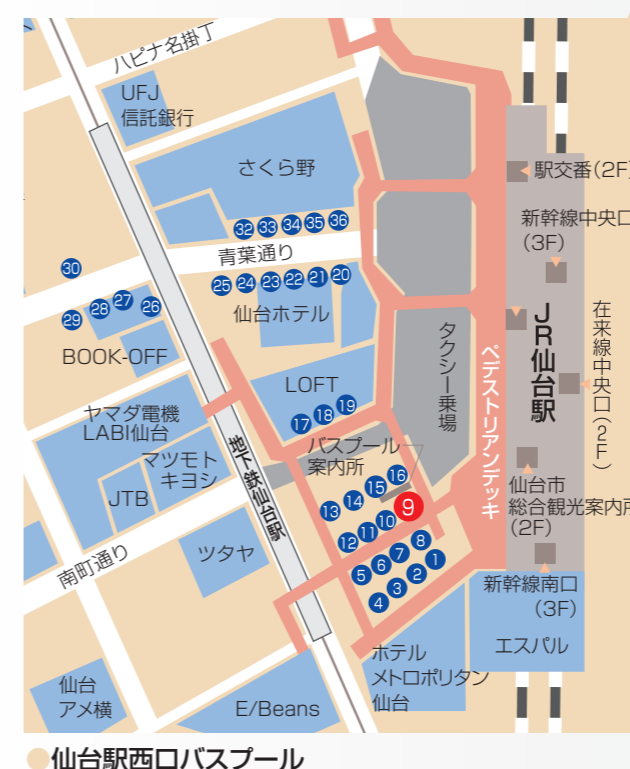 ハピナ名掛丁
UFJ
信託銀行
さくら野
駅交番(2F)
新幹線中央口
(3F)
32 33 34 35 36
青葉通り
30
25 24 23 22 21 20
29 28 27 26
仙台ホテル
BOOK-OFF
タクシー乗場
ペデストリアンデッキ
JR仙台駅
在来線中央口(2F)
LOFT
17 18 19
ヤマダ電機
LABI仙台
マツモト
キヨシ
JTB
地下鉄仙台駅
バスプール
案内所
13 14 15 16
12 11 10 9
5 6 7 8
4 3 2 1
仙台市
総合観光案内所
(2F)
南町通り
ツタヤ
新幹線南口
(3F)
エスパル
ホテル
メトロポリタン
仙台
仙台
アメ横
E/Beans
●仙台駅西口バスプール